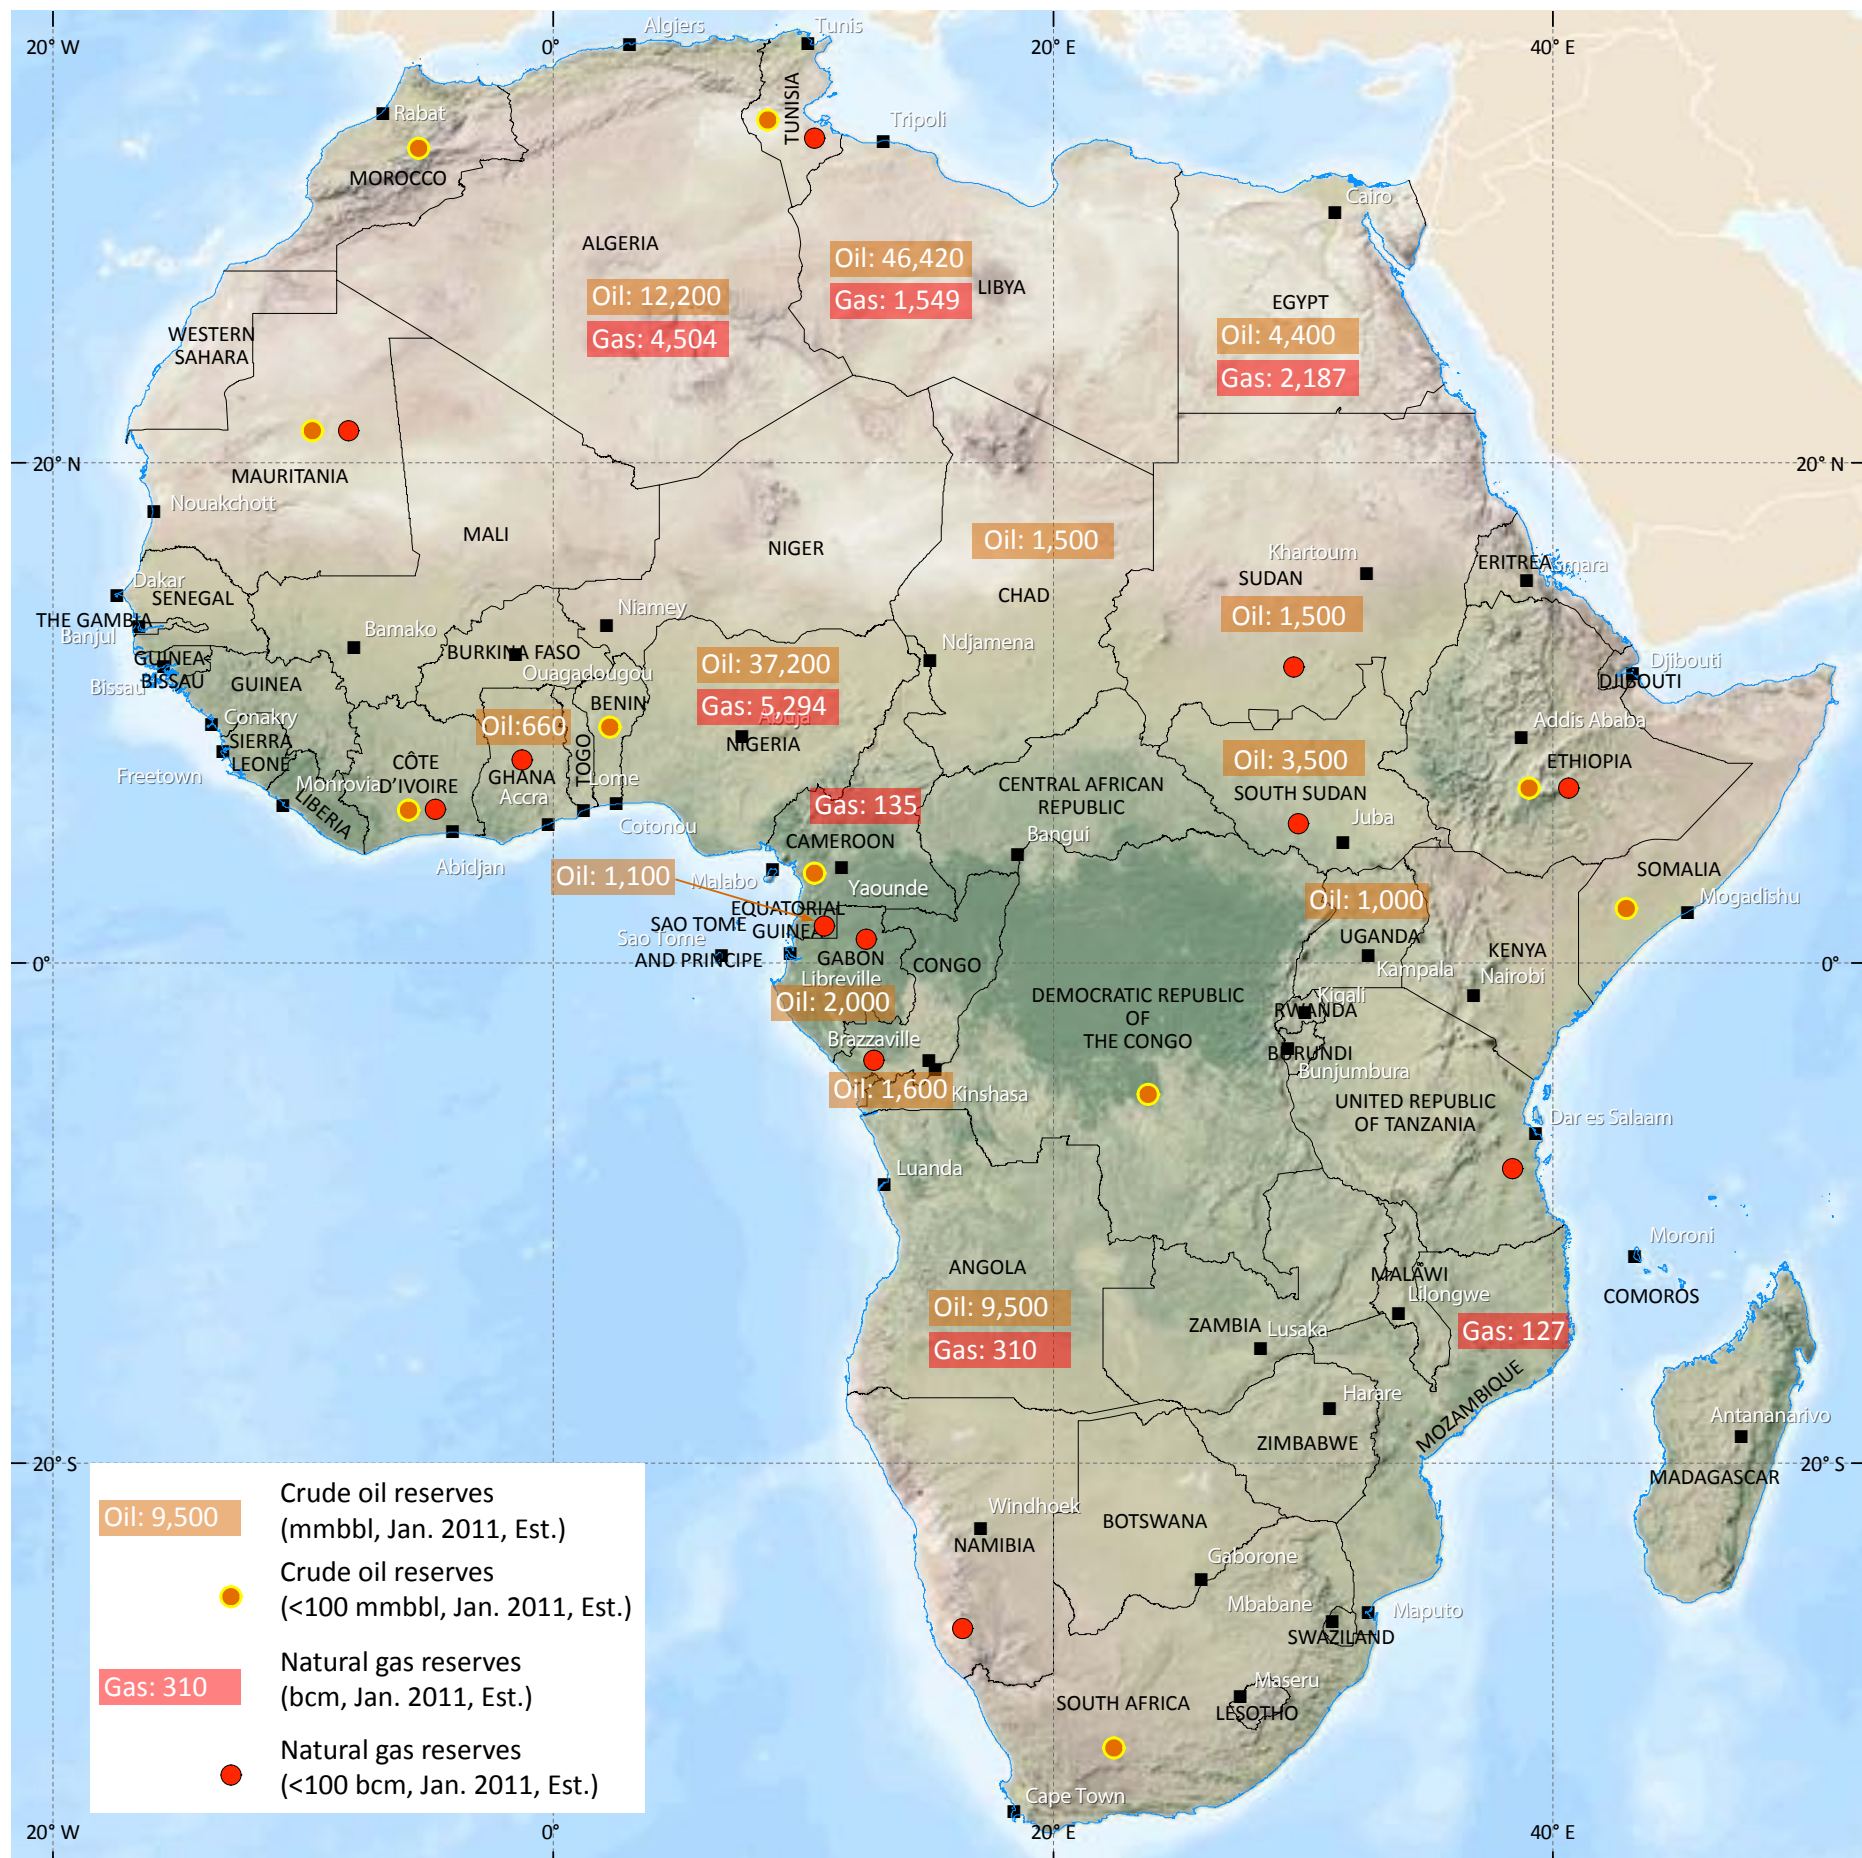 20° W
0°
20° E
40° E
Algiers
Tunis
Rabat
TUNISIA
Tripoli
MOROCCO
Cairo
ALGERIA
Oil: 46,420
LIBYA
Gas: 1,549
Oil: 12,200
Gas: 4,504
EGYPT
Oil: 4,400
Gas: 2,187
WESTERN
SAHARA
20° N
20° N
MAURITANIA
Nouakchott
MALI
NIGER
Oil: 1,500
CHAD
Khartoum
SUDAN
Oil: 1,500
ERITREA
Asmara
Dakar
SENEGAL
THE GAMBIA
Banjul
GUINEA-
BISSAU
Bissau
GUINEA
Bamako
Niamey
BURKINA FASO
Ouagadougou
Ndjamena
Oil: 37,200
Gas: 5,294
Abuja
NIGERIA
BENIN
Oil:660
TOGO
Djibouti
DJIBOUTI
Addis Ababa
ETHIOPIA
Conakry
SIERRA
LEONE
Freetown
Monrovia
LIBERIA
CÔTE
D'IVOIRE
GHANA
Accra
Lome
Cotonou
Abidjan
Oil: 3,500
SOUTH SUDAN
Juba
CENTRAL AFRICAN
REPUBLIC
Bangui
Gas: 135
CAMEROON
Yaounde
Oil: 1,100
Malabo
EQUATORIAL
GUINEA
SAO TOME
AND PRINCIPE
Sao Tome
SOMALIA
Mogadishu
Oil: 1,000
UGANDA
Kampala
KENYA
Nairobi
0°
GABON
Libreville
CONGO
Oil: 2,000
Brazzaville
Oil: 1,600
Kinshasa
DEMOCRATIC REPUBLIC
OF
THE CONGO
Kigali
RWANDA
BURUNDI
Bunjumbura
UNITED REPUBLIC
OF TANZANIA
Dar es Salaam
0°
Luanda
ANGOLA
Oil: 9,500
Gas: 310
Moroni
COMOROS
MALAWI
Lilongwe
ZAMBIA
Lusaka
Gas: 127
MOZAMBIQUE
Harare
ZIMBABWE
Antananarivo
MADAGASCAR
20° S
20° S
Windhoek
NAMIBIA
BOTSWANA
Gaborone
Mbabane
SWAZILAND
Maputo
Maseru
LESOTHO
SOUTH AFRICA
Cape Town
Oil: 9,500
Crude oil reserves
(mmbbl, Jan. 2011, Est.)
Crude oil reserves
(<100 mmbbl, Jan. 2011, Est.)
Gas: 310
Natural gas reserves
(bcm, Jan. 2011, Est.)
Natural gas reserves
(<100 bcm, Jan. 2011, Est.)
20° W
0°
20° E
40° E